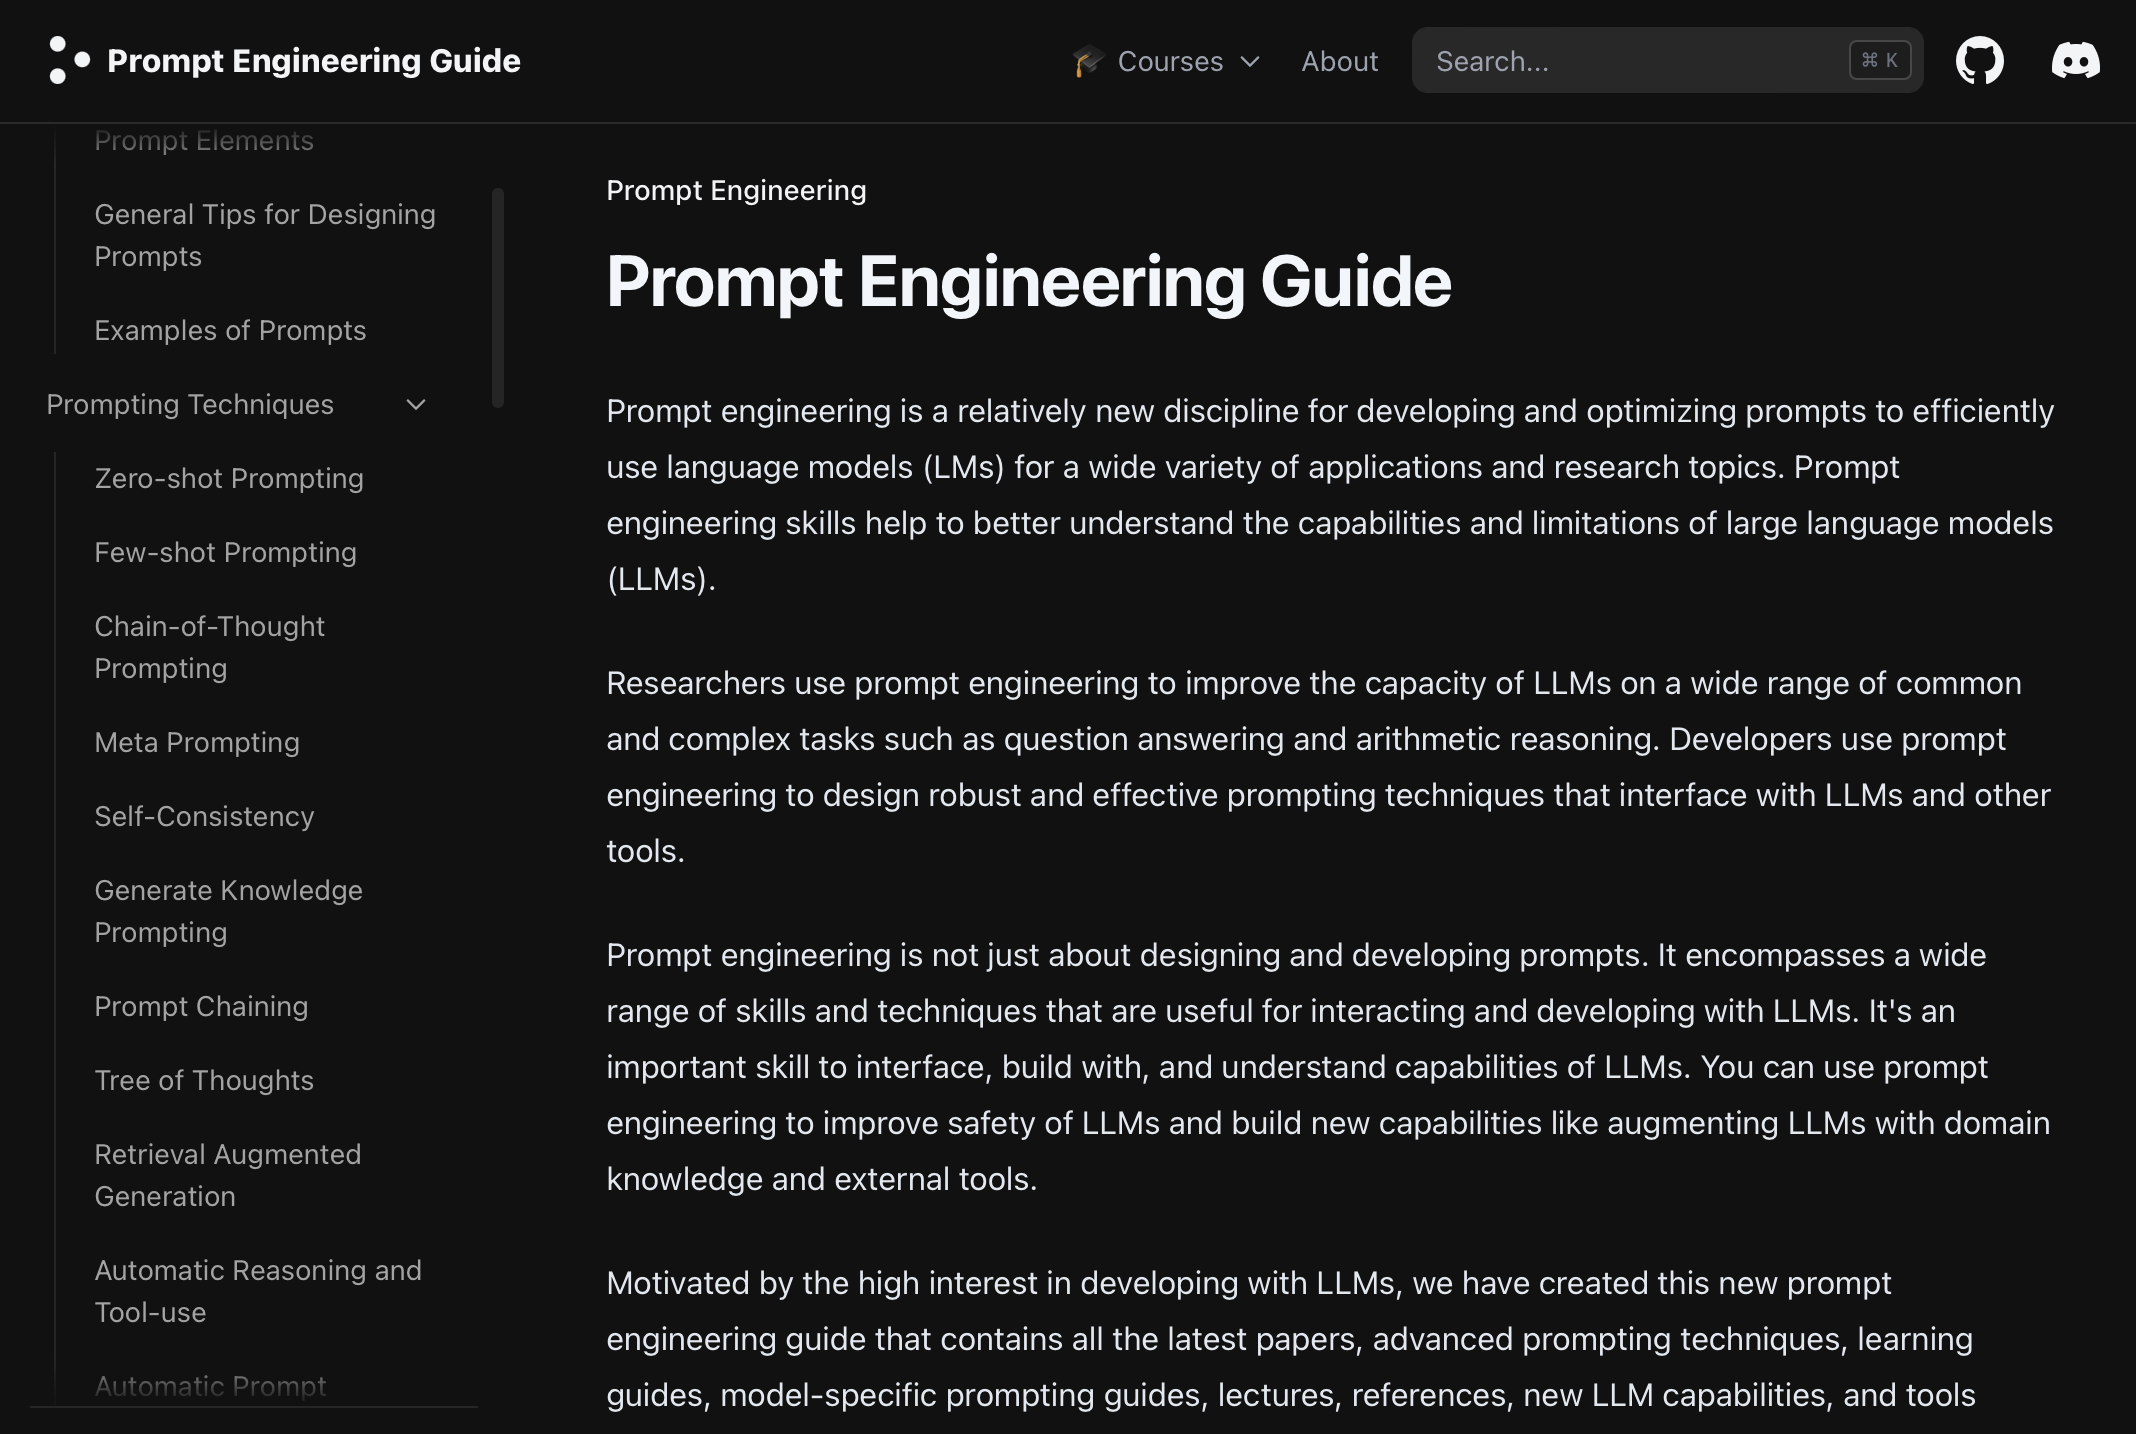 Prompt Engineering Guide
Courses
About
Search...
⌘ K
Prompt Elements
General Tips for Designing
Prompts
Examples of Prompts
Prompting Techniques
Zero-shot Prompting
Few-shot Prompting
Chain-of-Thought
Prompting
Meta Prompting
Self-Consistency
Generate Knowledge
Prompting
Prompt Chaining
Tree of Thoughts
Retrieval Augmented
Generation
Automatic Reasoning and
Tool-use
Automatic Prompt
Prompt Engineering
Prompt Engineering Guide
Prompt engineering is a relatively new discipline for developing and optimizing prompts to efficiently
use language models (LMs) for a wide variety of applications and research topics. Prompt
engineering skills help to better understand the capabilities and limitations of large language models
(LLMs).
Researchers use prompt engineering to improve the capacity of LLMs on a wide range of common
and complex tasks such as question answering and arithmetic reasoning. Developers use prompt
engineering to design robust and effective prompting techniques that interface with LLMs and other
tools.
Prompt engineering is not just about designing and developing prompts. It encompasses a wide
range of skills and techniques that are useful for interacting and developing with LLMs. It's an
important skill to interface, build with, and understand capabilities of LLMs. You can use prompt
engineering to improve safety of LLMs and build new capabilities like augmenting LLMs with domain
knowledge and external tools.
Motivated by the high interest in developing with LLMs, we have created this new prompt
engineering guide that contains all the latest papers, advanced prompting techniques, learning
guides, model-specific prompting guides, lectures, references, new LLM capabilities, and tools